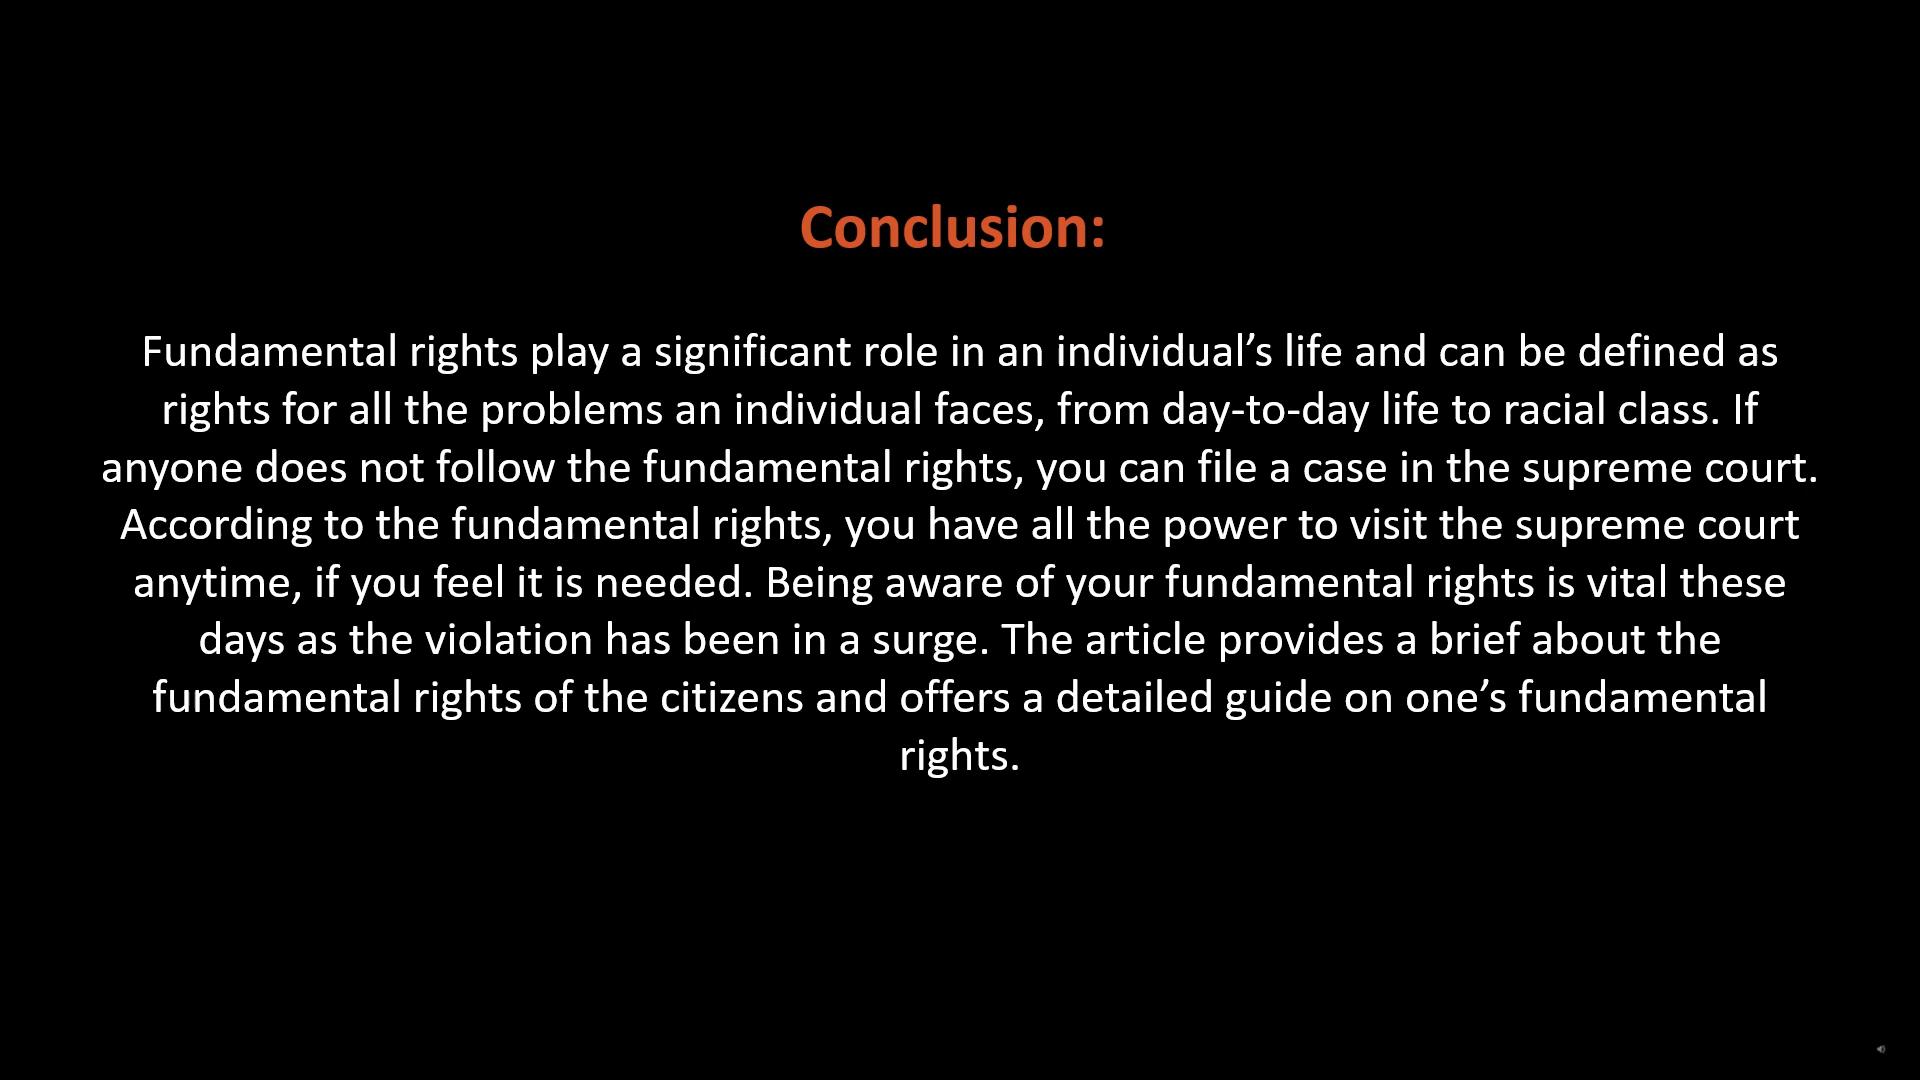 Conclusion:
Fundamental rights play a significant role in an individual’s life and can be defined as
rights for all the problems an individual faces, from day-to-day life to racial class. If
anyone does not follow the fundamental rights, you can file a case in the supreme court.
According to the fundamental rights, you have all the power to visit the supreme court
anytime, if you feel it is needed. Being aware of your fundamental rights is vital these
days as the violation has been in a surge. The article provides a brief about the
fundamental rights of the citizens and offers a detailed guide on one’s fundamental
rights.